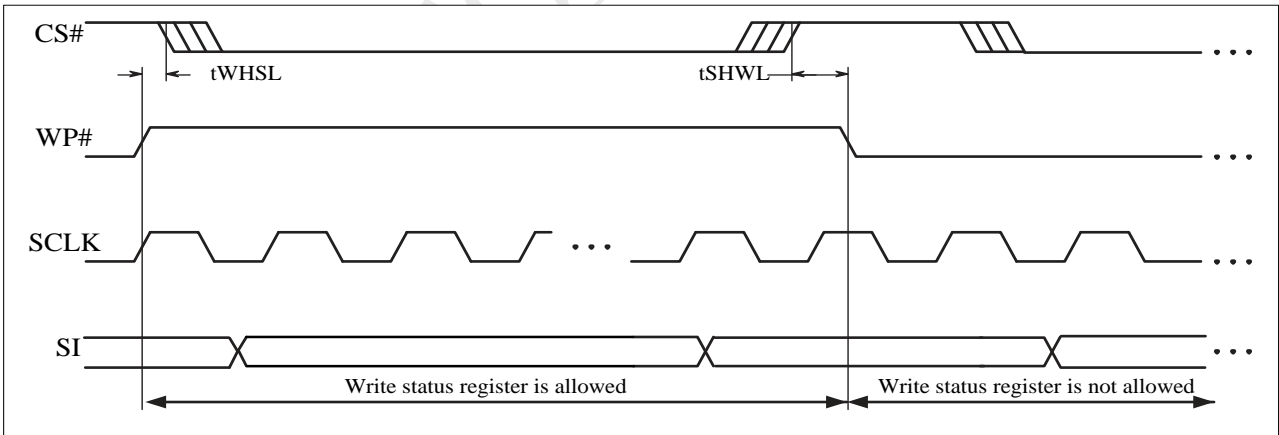 CS#
tWHSL
tSHWL
WP#
SCLK
SI
Write status register is allowed
Write status register is not allowed